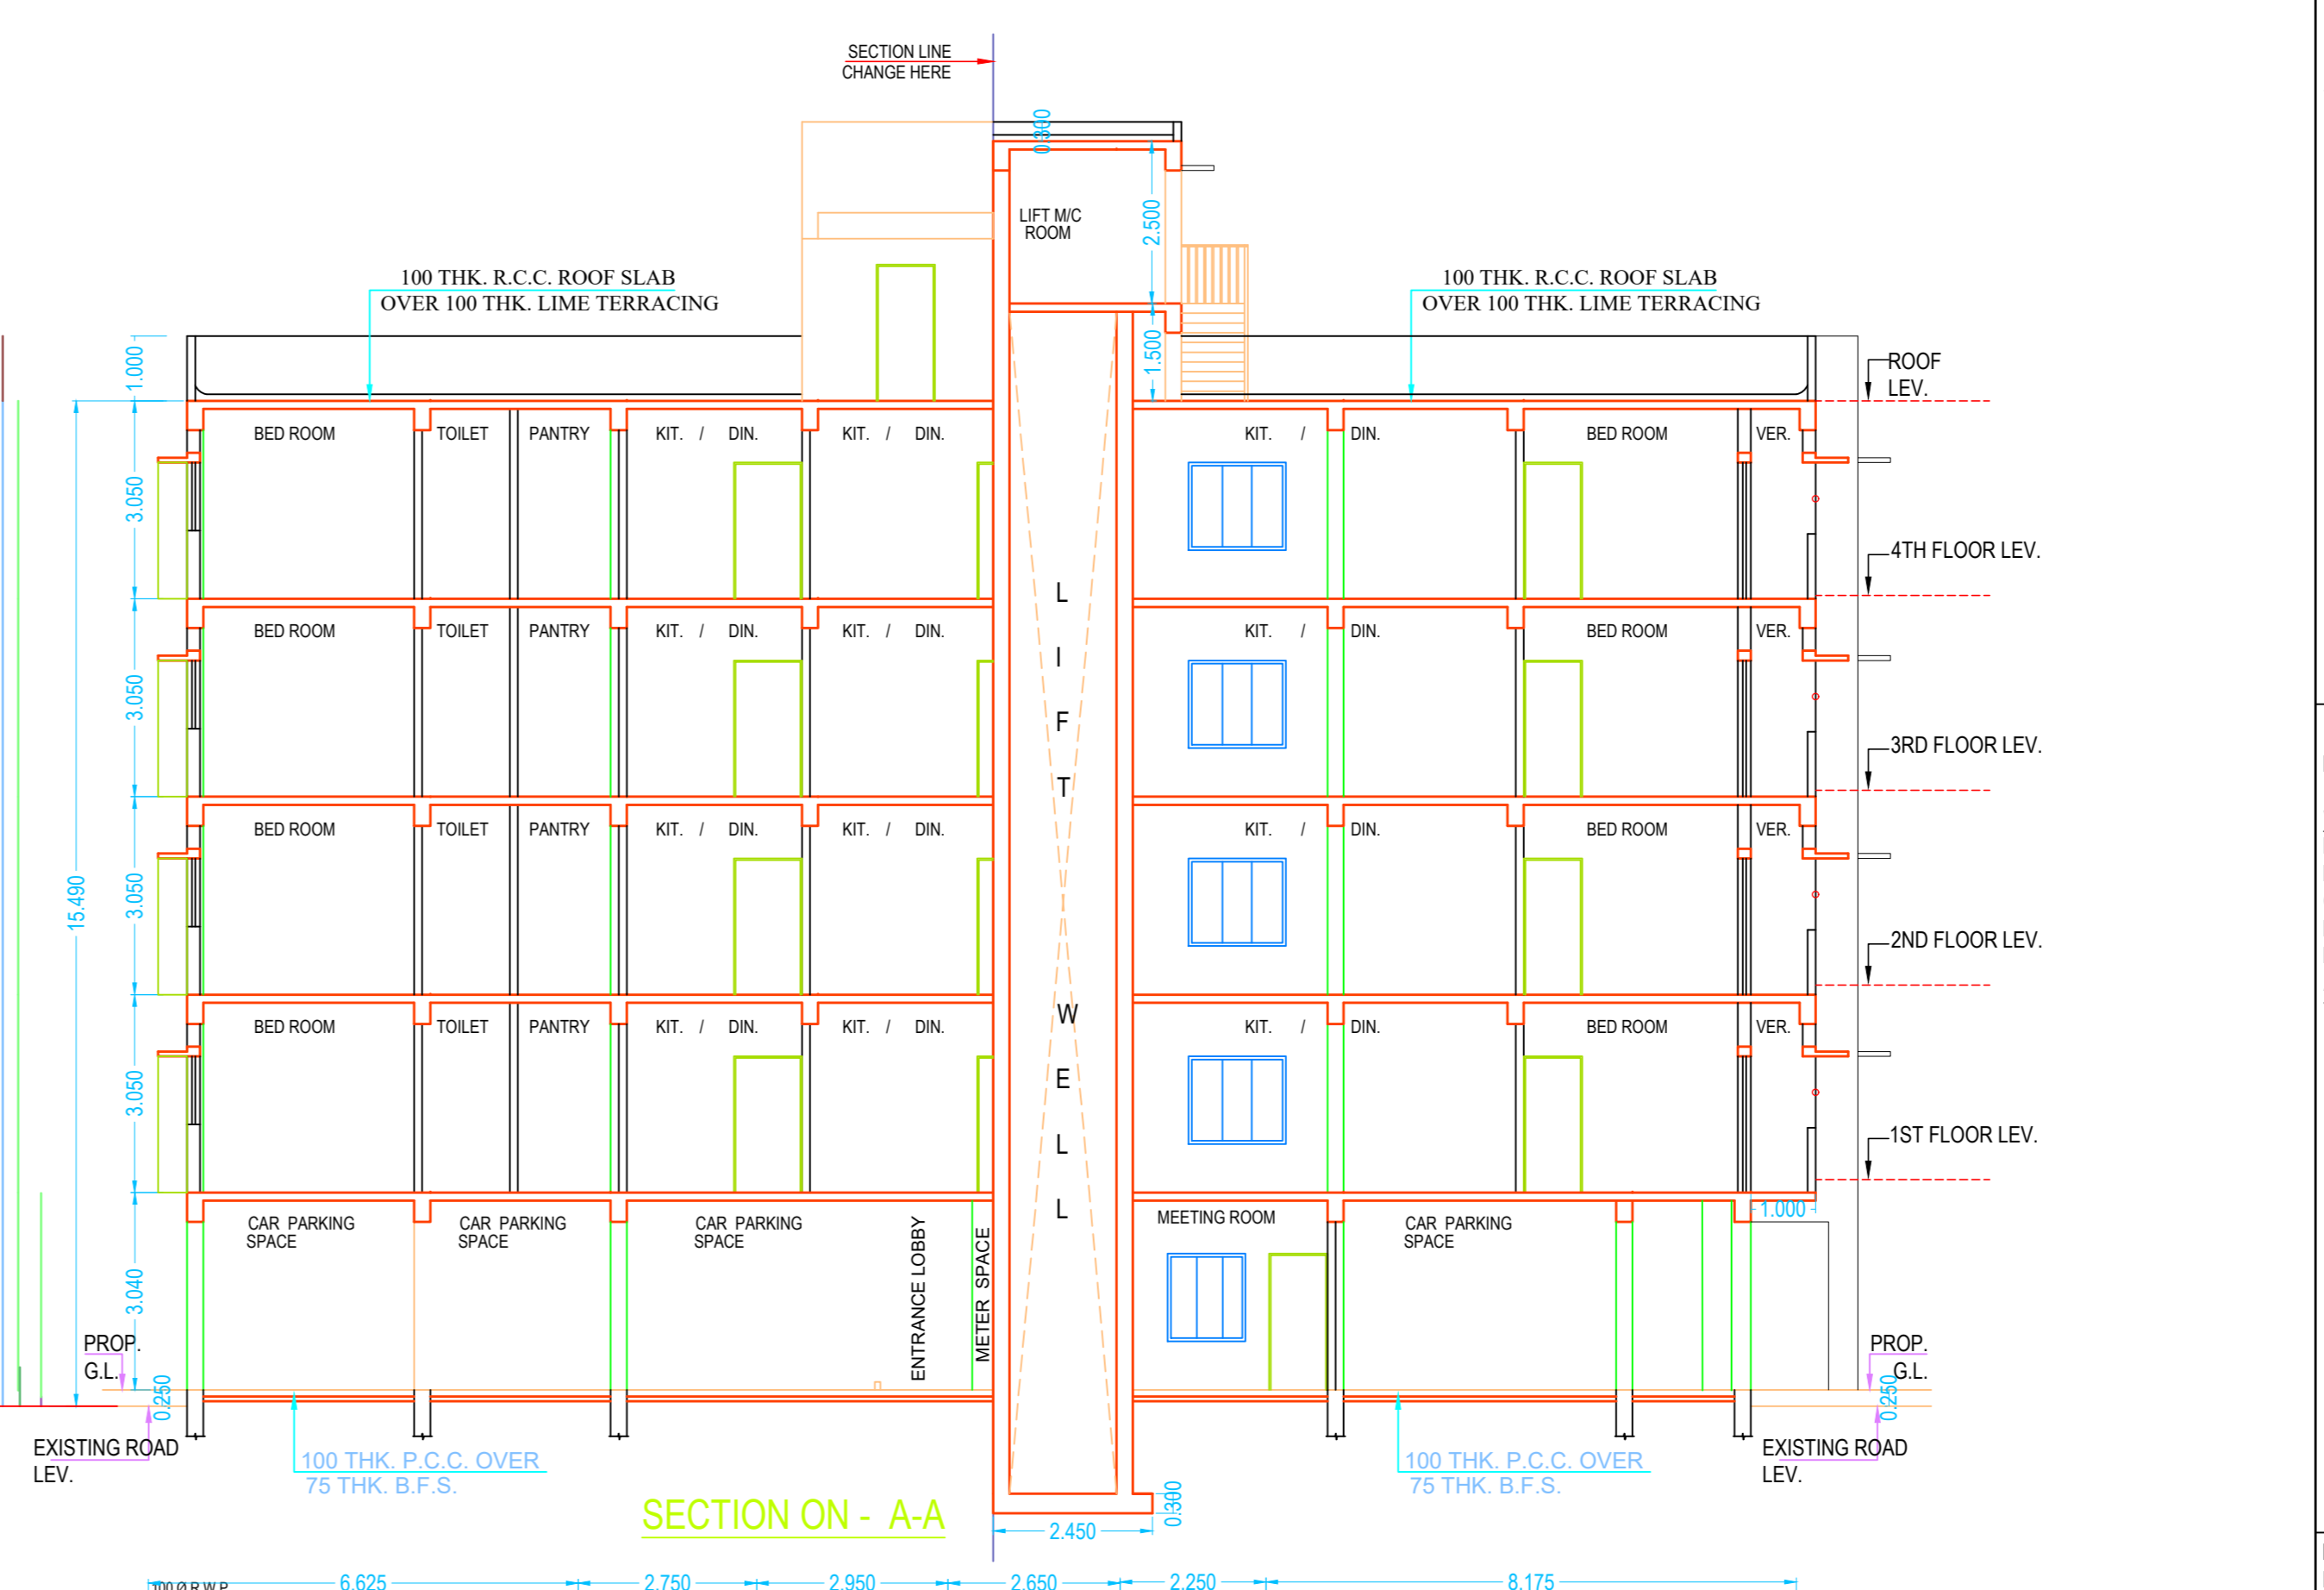 SECTION LINE
CHANGE HERE
0.300
LIFT M/C
ROOM
2.500
100 THK. R.C.C. ROOF SLAB
OVER 100 THK. LIME TERRACING
100 THK. R.C.C. ROOF SLAB
OVER 100 THK. LIME TERRACING
1.000
1.500
ROOF
LEV.
BED ROOM TOILET PANTRY KIT. / DIN. KIT. / DIN. KIT. / DIN. BED ROOM VER.
3.050
4TH FLOOR LEV.
BED ROOM TOILET PANTRY KIT. / DIN. KIT. / DIN. KIT. / DIN. BED ROOM VER.
3.050
3RD FLOOR LEV.
BED ROOM TOILET PANTRY KIT. / DIN. KIT. / DIN. KIT. / DIN. BED ROOM VER.
15.490
3.050
2ND FLOOR LEV.
LIFT WELL
BED ROOM TOILET PANTRY KIT. / DIN. KIT. / DIN. KIT. / DIN. BED ROOM VER.
3.050
1ST FLOOR LEV.
1.000
CAR PARKING
SPACE
CAR PARKING
SPACE
CAR PARKING
SPACE
ENTRANCE LOBBY
METER SPACE
MEETING ROOM
CAR PARKING
SPACE
3.040
PROP.
G.L.
0.250
PROP.
G.L.
0.250
EXISTING ROAD
LEV.
100 THK. P.C.C. OVER
75 THK. B.F.S.
100 THK. P.C.C. OVER
75 THK. B.F.S.
EXISTING ROAD
LEV.
SECTION ON - A-A
0.300
2.450
100 Ø R.W.P.
6.625 2.750 2.950 2.650 2.250 8.175